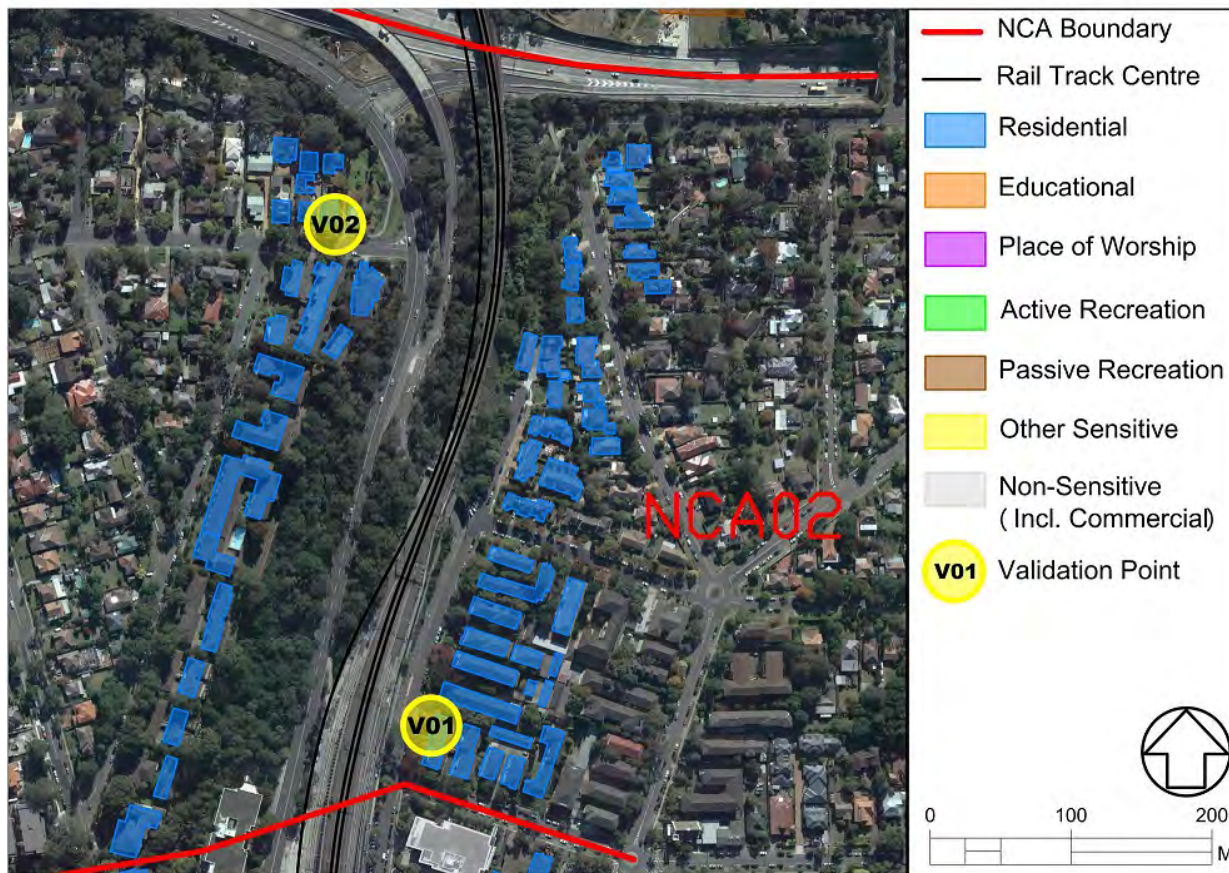 V02
NCA02
V01
NCA Boundary
Rail Track Centre
Residential
Educational
Place of Worship
Active Recreation
Passive Recreation
Other Sensitive
Non-Sensitive
( Incl. Commercial)
V01 Validation Point
0 100 200
M